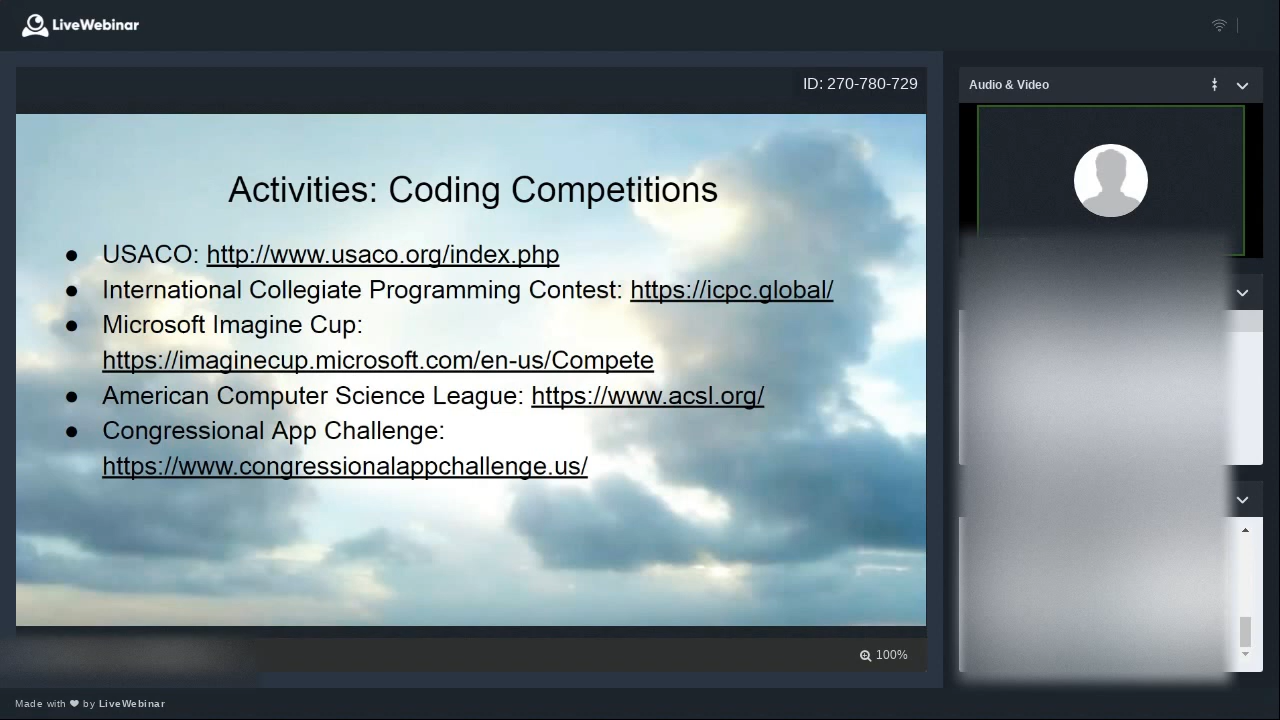 LiveWebinar
ID: 270-780-729
Audio & Video
Activities: Coding Competitions
● USACO: http://www.usaco.org/index.php
● International Collegiate Programming Contest: https://icpc.global/
● Microsoft Imagine Cup:
https://imaginecup.microsoft.com/en-us/Compete
● American Computer Science League: https://www.acsl.org/
● Congressional App Challenge:
https://www.congressionalappchallenge.us/
100%
Made with ❤ by LiveWebinar